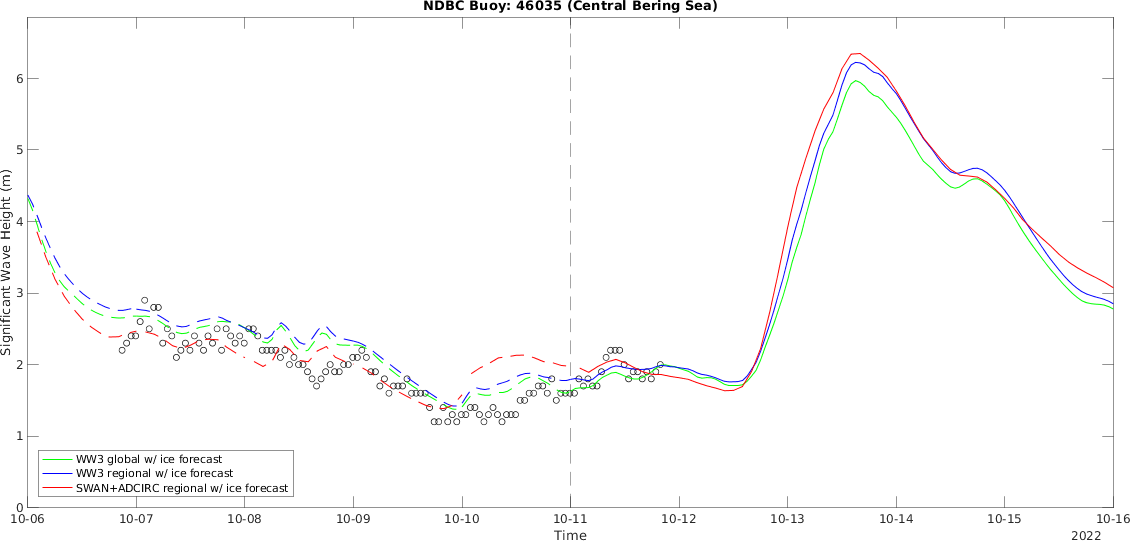 NDBC Buoy: 46035 (Central Bering Sea)
Significant Wave Height (m)
6
5
4
3
2
1
0
WW3 global w/ ice forecast
WW3 regional w/ ice forecast
SWAN+ADCIRC regional w/ ice forecast
10-06 10-07 10-08 10-09 10-10 10-11 10-12 10-13 10-14 10-15 10-16
Time
2022